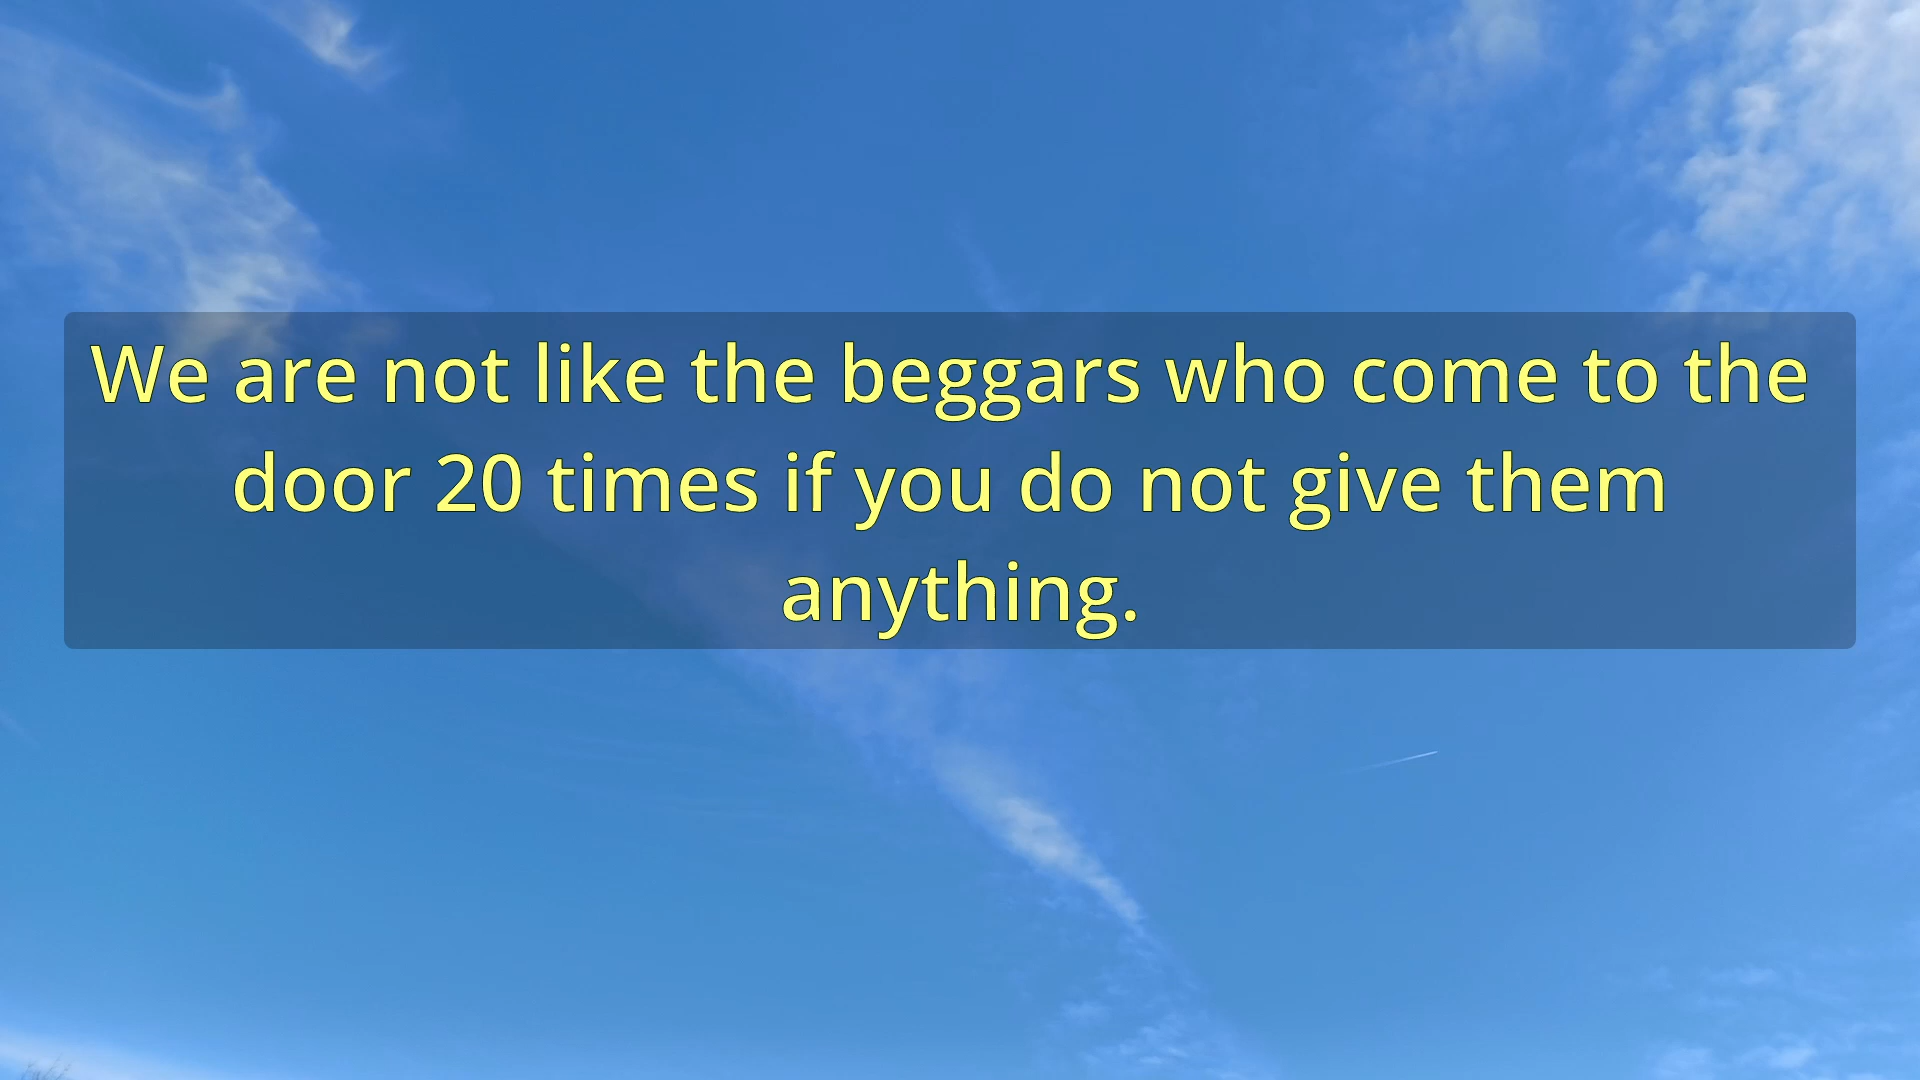 We are not like the beggars who come to the
door 20 times if you do not give them
anything.